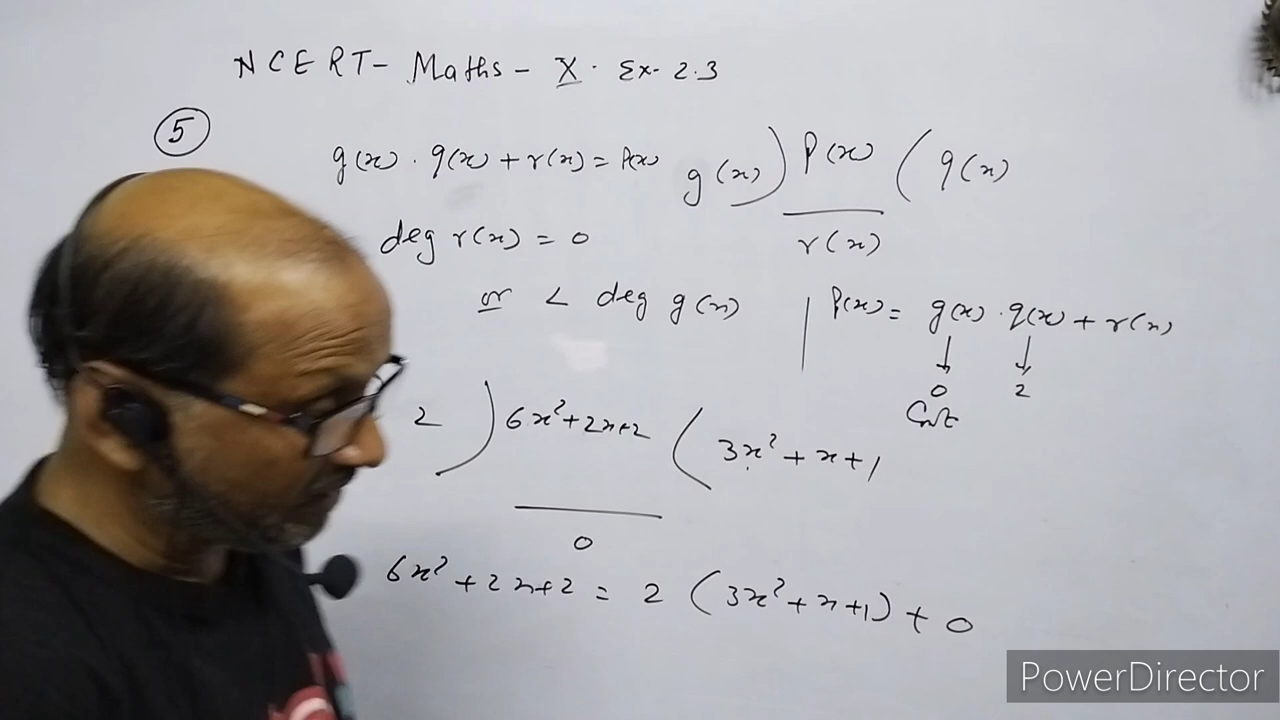 NCERT- Maths - X . Ex- 2.3
5
g(x) . q(x) + r(x) = P(x)
g(x) ) P(x) ( q(x)
r(x)
deg r(x) = 0
or < deg g(x)
P(x) = g(x) . q(x) + r(x)
↓ ↓
0 2
2 ) 6x²+2x+2 ( 3x² + x + 1
0
6x² + 2x+2 = 2 (3x² + x + 1) + 0
PowerDirector